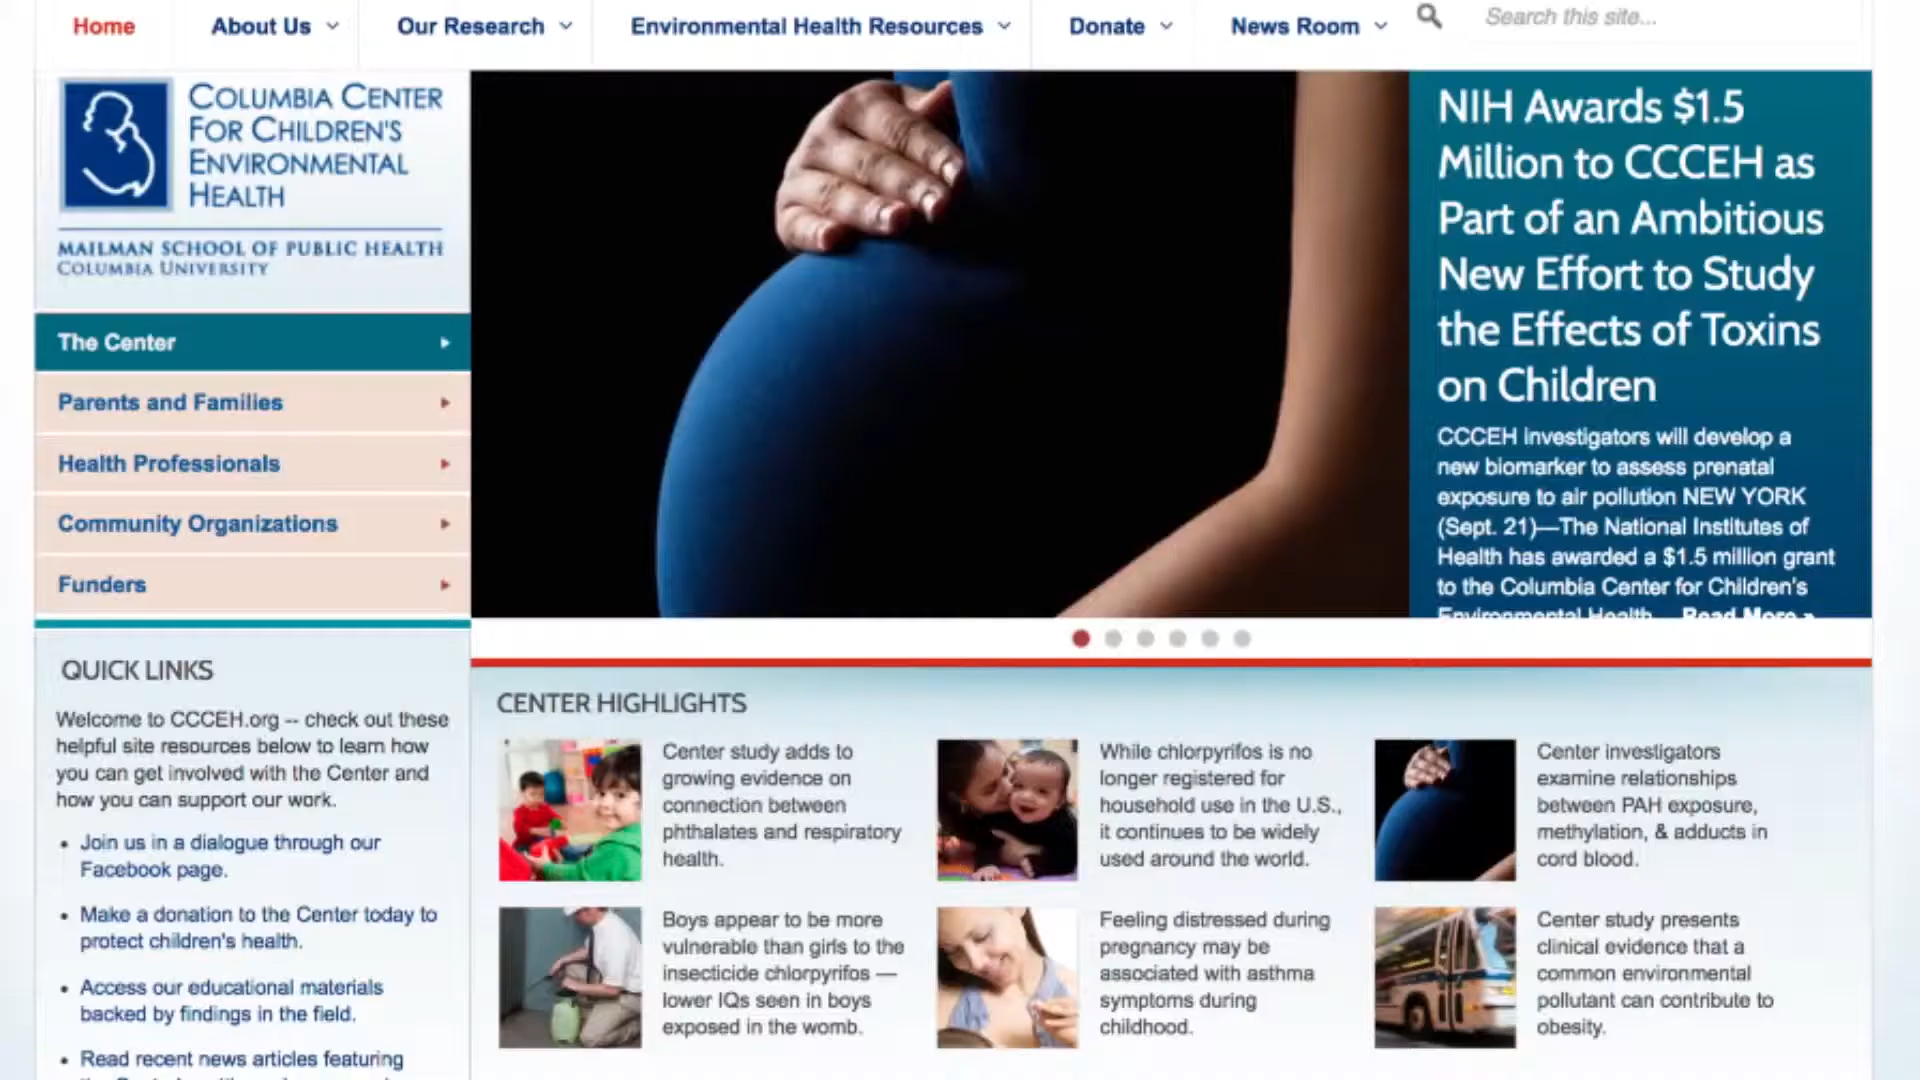 Home
About Us
Our Research
Environmental Health Resources
Donate
News Room
Search this site...
COLUMBIA CENTER
FOR CHILDREN'S
ENVIRONMENTAL
HEALTH
MAILMAN SCHOOL OF PUBLIC HEALTH
COLUMBIA UNIVERSITY
The Center
Parents and Families
Health Professionals
Community Organizations
Funders
NIH Awards $1.5
Million to CCCEH as
Part of an Ambitious
New Effort to Study
the Effects of Toxins
on Children
CCCEH investigators will develop a
new biomarker to assess prenatal
exposure to air pollution NEW YORK
(Sept. 21)—The National Institutes of
Health has awarded a $1.5 million grant
to the Columbia Center for Children's
Environmental Health... Read More »
QUICK LINKS
Welcome to CCCEH.org -- check out these
helpful site resources below to learn how
you can get involved with the Center and
how you can support our work.
• Join us in a dialogue through our
Facebook page.
• Make a donation to the Center today to
protect children's health.
• Access our educational materials
backed by findings in the field.
• Read recent news articles featuring
CENTER HIGHLIGHTS
Center study adds to
growing evidence on
connection between
phthalates and respiratory
health.
While chlorpyrifos is no
longer registered for
household use in the U.S.,
it continues to be widely
used around the world.
Center investigators
examine relationships
between PAH exposure,
methylation, & adducts in
cord blood.
Boys appear to be more
vulnerable than girls to the
insecticide chlorpyrifos —
lower IQs seen in boys
exposed in the womb.
Feeling distressed during
pregnancy may be
associated with asthma
symptoms during
childhood.
Center study presents
clinical evidence that a
common environmental
pollutant can contribute to
obesity.